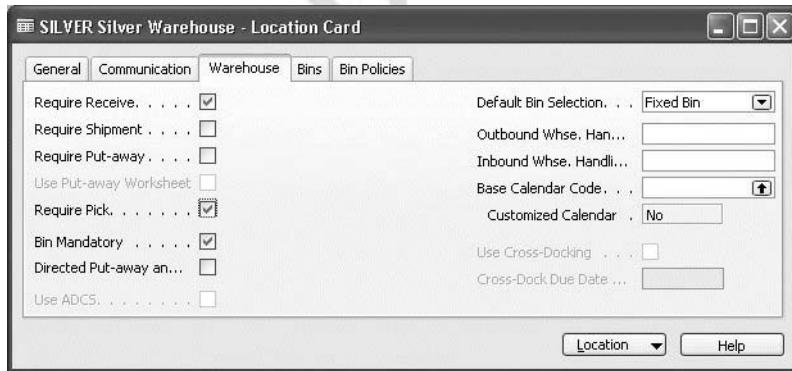 SILVER Silver Warehouse - Location Card
General Communication Warehouse Bins Bin Policies
Require Receive. . . . .
Require Shipment . . . .
Require Put-away . . . .
Use Put-away Worksheet
Require Pick. . . . . . .
Bin Mandatory . . . . .
Directed Put-away an...
Use ADCS. . . . . . . . .
Default Bin Selection. . . Fixed Bin
Outbound Whse. Han...
Inbound Whse. Handli...
Base Calendar Code. . .
Customized Calendar . No
Use Cross-Docking . . .
Cross-Dock Due Date ...
Location Help